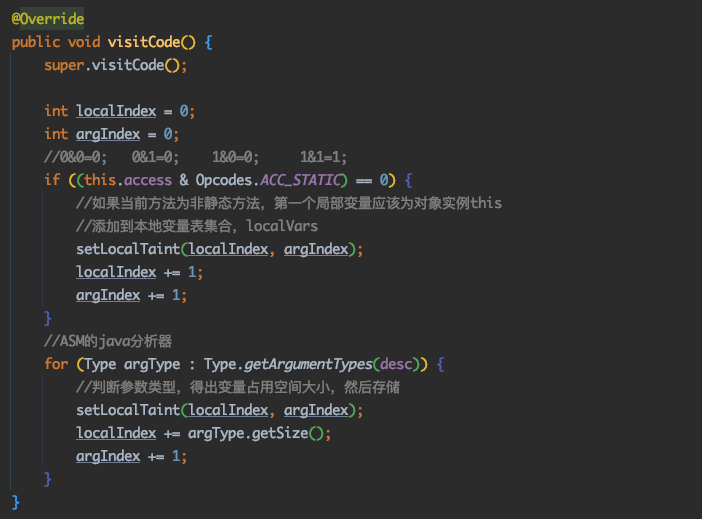 @Override
public void visitCode() {
    super.visitCode();

    int localIndex = 0;
    int argIndex = 0;
    //0&0=0;   0&1=0;    1&0=0;     1&1=1;
    if ((this.access & Opcodes.ACC_STATIC) == 0) {
        //如果当前方法为非静态方法，第一个局部变量应该为对象实例this
        //添加到本地变量表集合，localVars
        setLocalTaint(localIndex, argIndex);
        localIndex += 1;
        argIndex += 1;
    }
    //ASM的java分析器
    for (Type argType : Type.getArgumentTypes(desc)) {
        //判断参数类型，得出变量占用空间大小，然后存储
        setLocalTaint(localIndex, argIndex);
        localIndex += argType.getSize();
        argIndex += 1;
    }
}